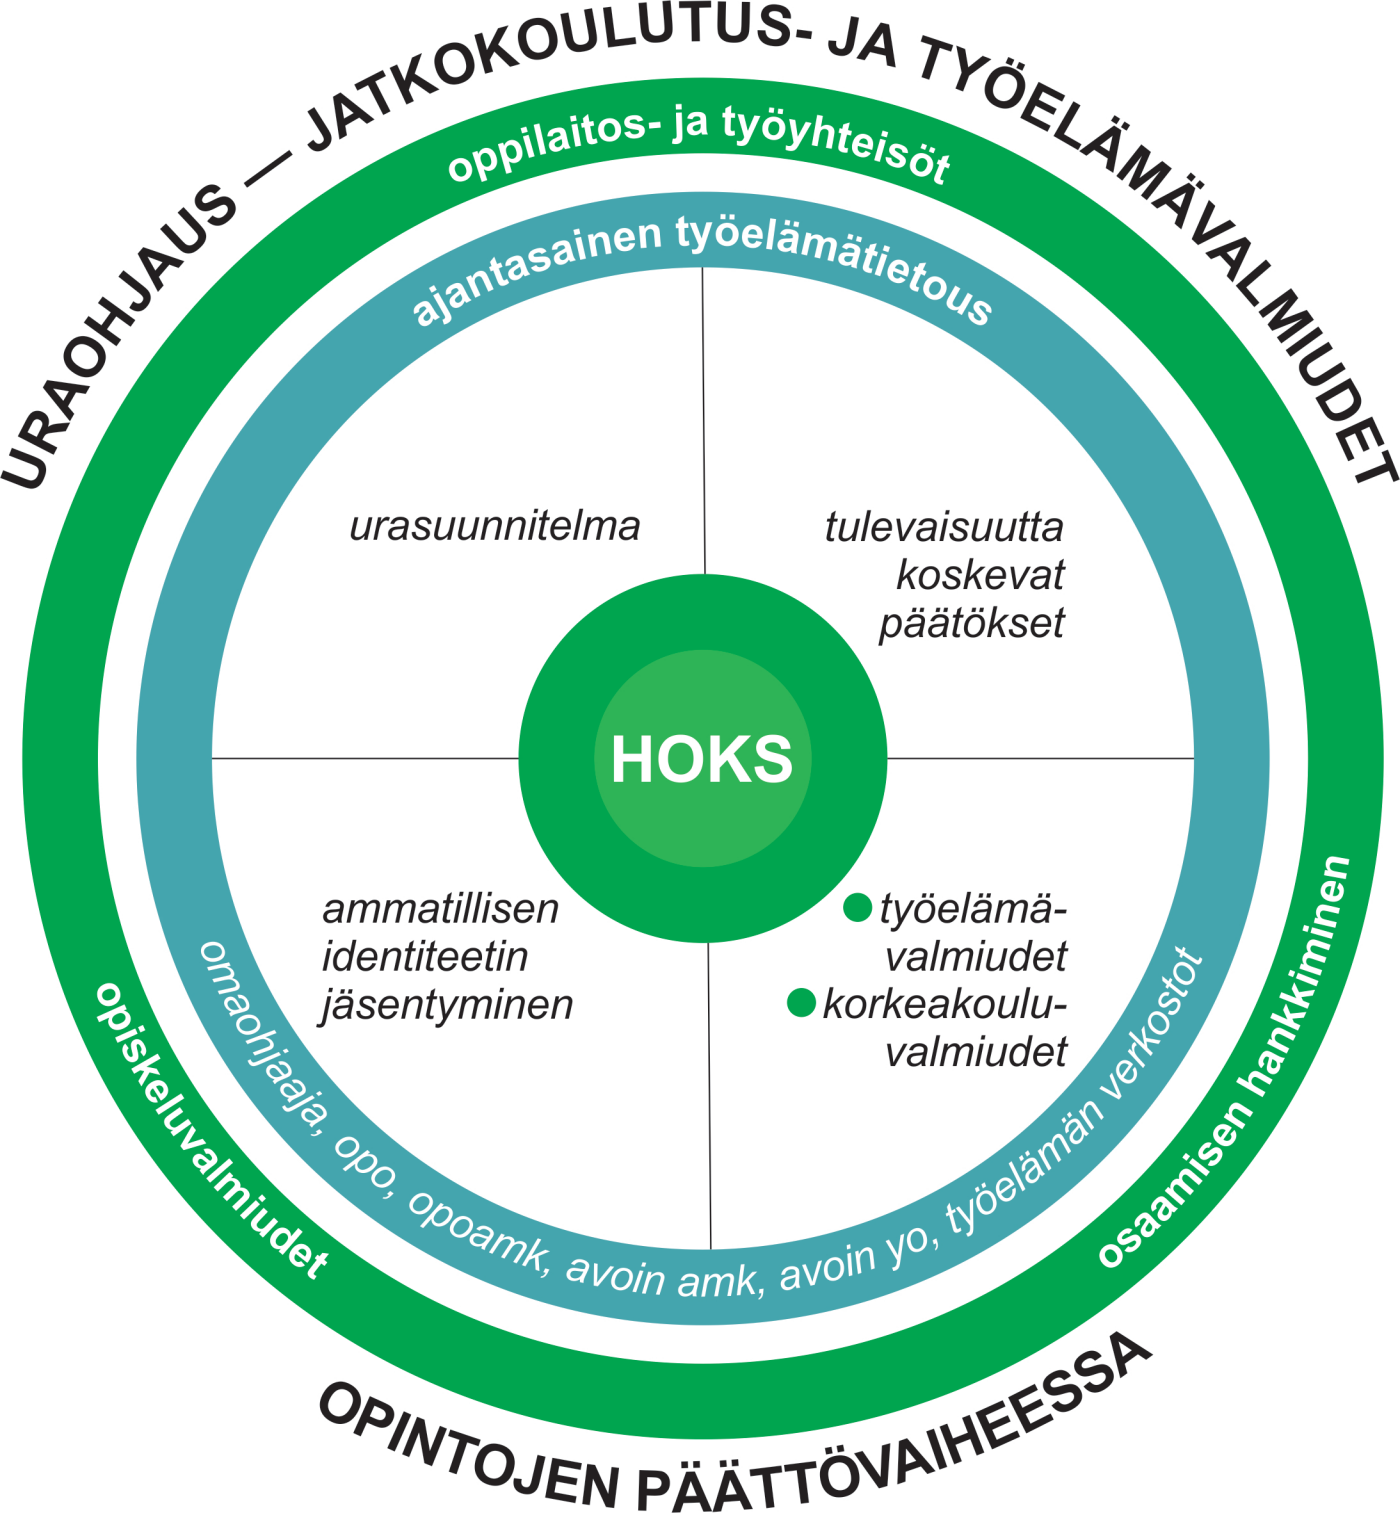 URAOHJAUS — JATKOKOULUTUS- JA TYÖELÄMÄVALMIUDET
oppilaitos- ja työyhteisöt
ajantasainen työelämätietous
urasuunnitelma
tulevaisuutta
koskevat
päätökset
HOKS
ammatillisen
identiteetin
jäsentyminen
työelämä-
valmiudet
korkeakoulu-
valmiudet
omaohjaaja, opo, opoamk, avoin amk, avoin yo, työelämän verkostot
opiskeluvalmiudet
osaamisen hankkiminen
OPINTOJEN PÄÄTTÖVAIHEESSA